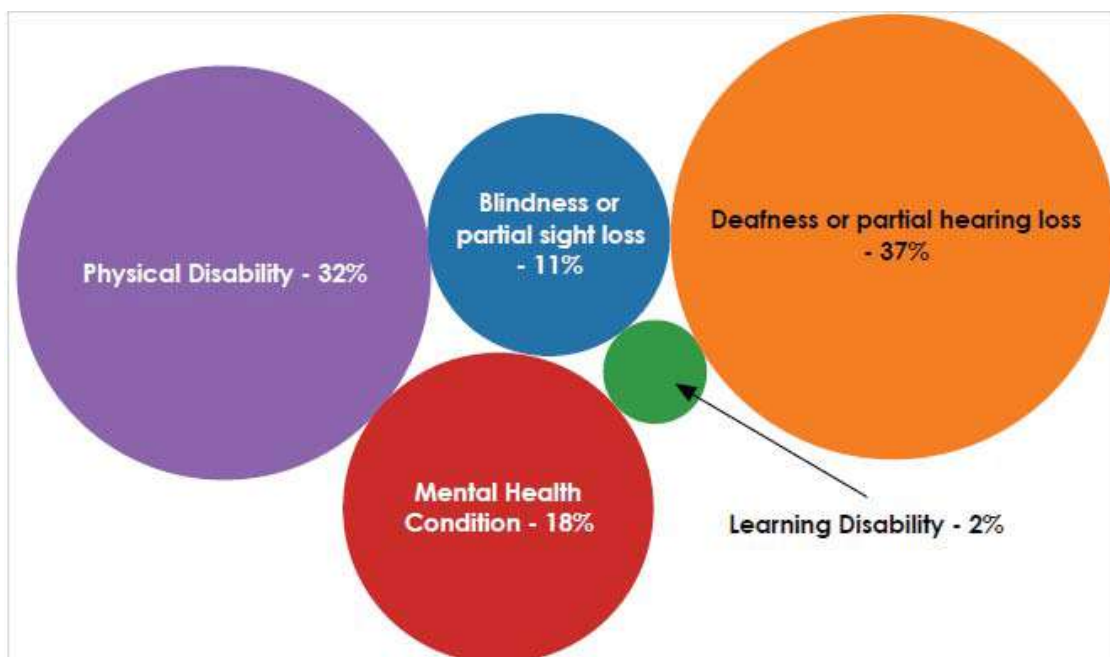 Physical Disability - 32%
Blindness or
partial sight loss
- 11%
Deafness or partial hearing loss
- 37%
Mental Health
Condition - 18%
Learning Disability - 2%